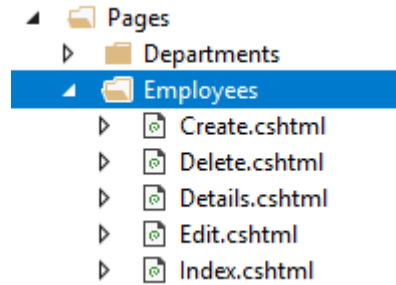 Pages
Departments
Employees
Create.cshtml
Delete.cshtml
Details.cshtml
Edit.cshtml
Index.cshtml